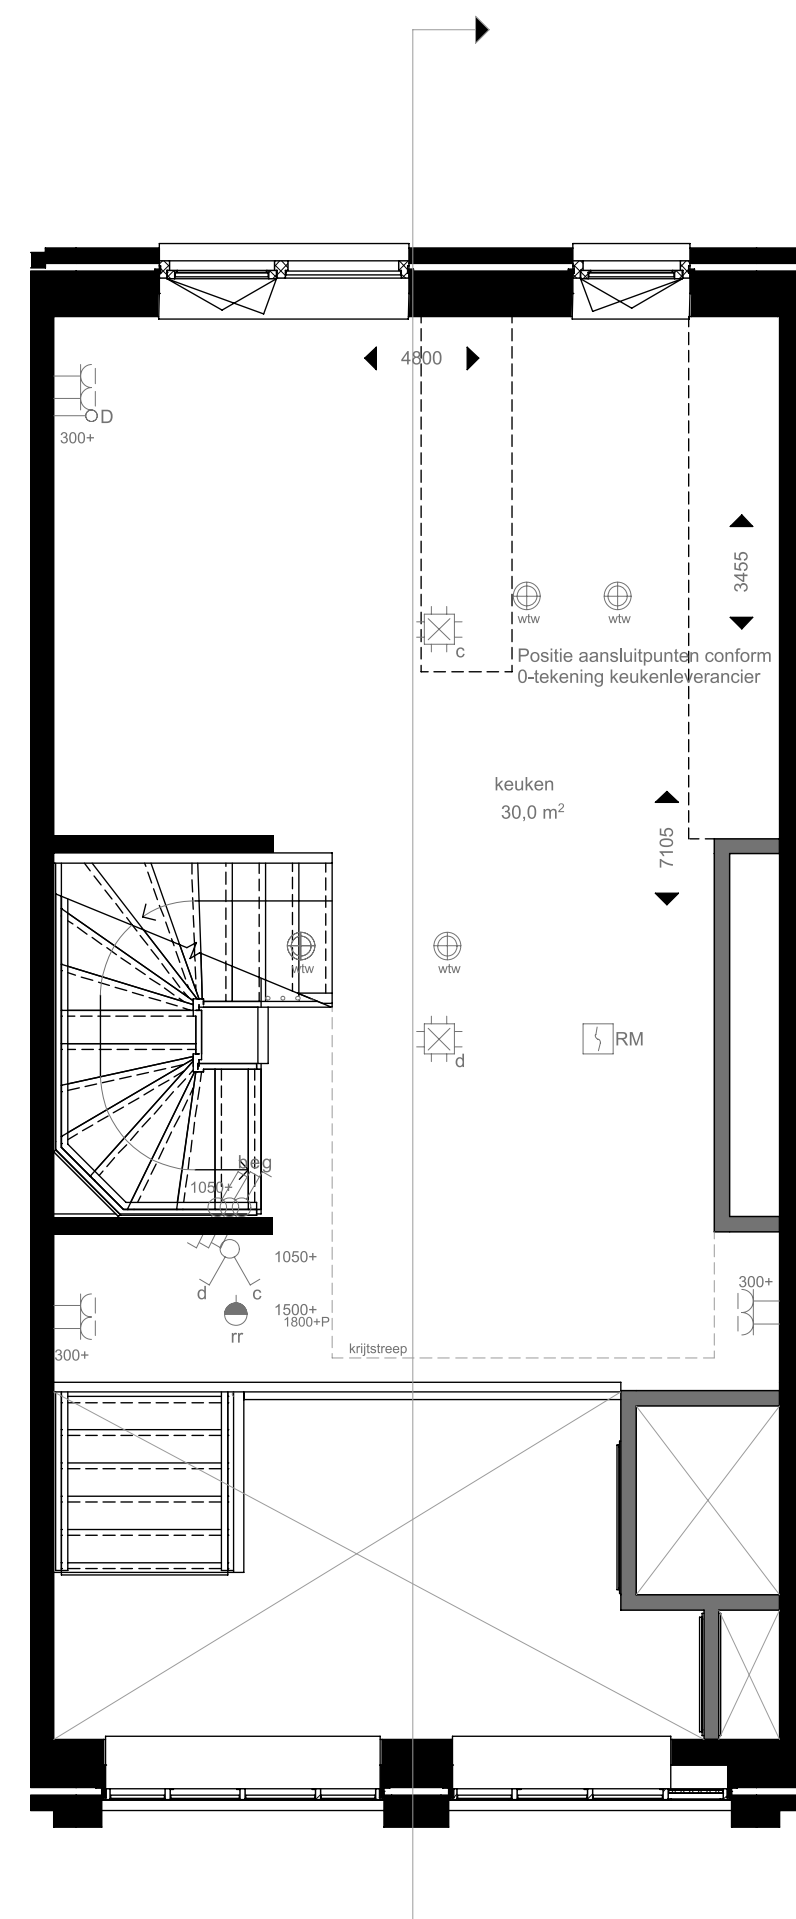 4800
D
300+
3455
wtw
wtw
c
Positie aansluitpunten conform
0-tekening keukenleverancier
keuken
30,0 m²
7105
wtw
wtw
d
RM
beg
1050+
1050+
d
c
300+
1500+
1800+P
rr
krijtstreep
300+